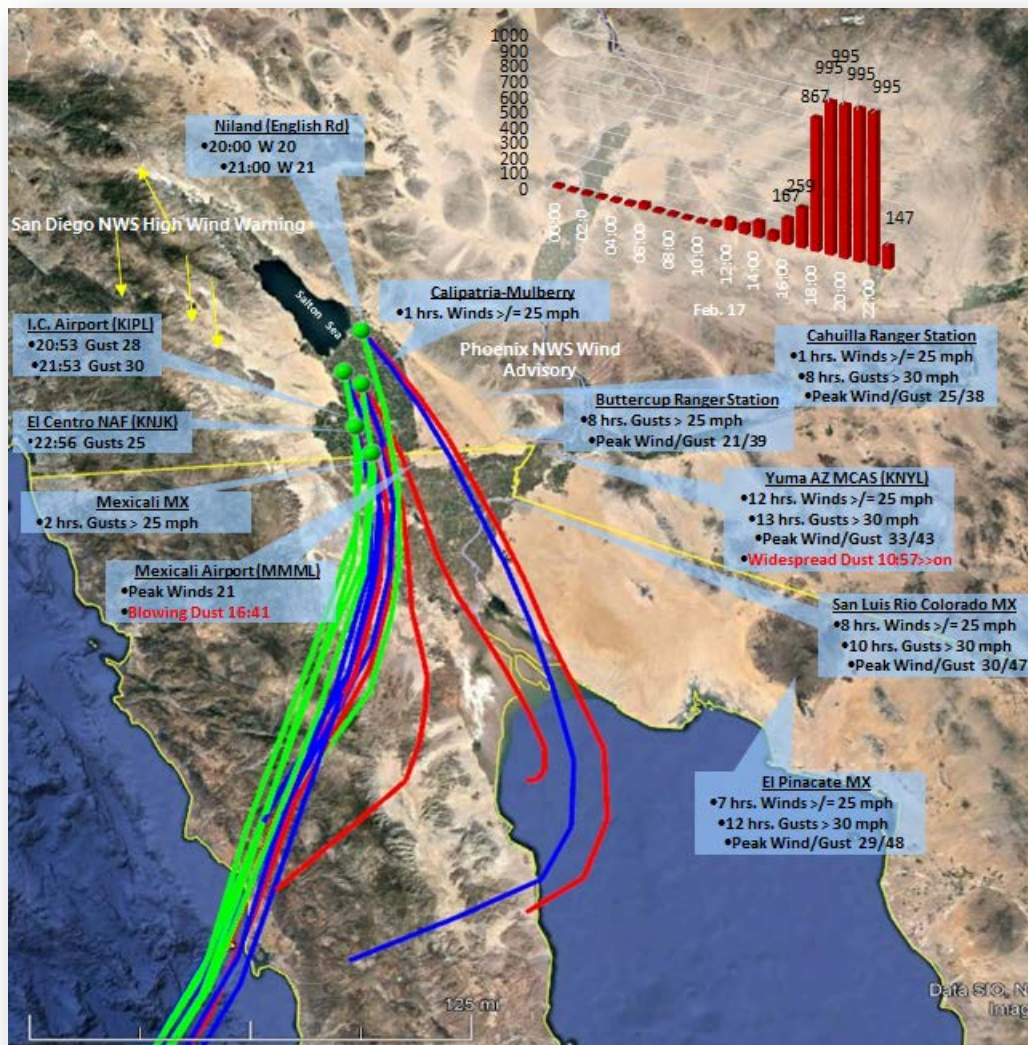 1000
900
800
700
600
500
400
300
200
100
0
167
259
867
995
995
995
995
147
00:00
02:0
04:00
06:00
08:00
10:00
12:00
14:00
16:00
18:00
20:00
22:00
Feb. 17
Niland (English Rd)
•20:00 W 20
•21:00 W 21
San Diego NWS High Wind Warning
Salton Sea
Calipatria-Mulberry
•1 hrs. Winds >/= 25 mph
I.C. Airport (KIPL)
•20:53 Gust 28
•21:53 Gust 30
Phoenix NWS Wind
Advisory
Cahuilla Ranger Station
•1 hrs. Winds >/= 25 mph
•8 hrs. Gusts > 30 mph
•Peak Wind/Gust 25/38
Buttercup Ranger Station
•8 hrs. Gusts > 25 mph
•Peak Wind/Gust 21/39
El Centro NAF (KNJK)
•22:56 Gusts 25
Mexicali MX
•2 hrs. Gusts > 25 mph
Yuma AZ MCAS (KNYL)
•12 hrs. Winds >/= 25 mph
•13 hrs. Gusts > 30 mph
•Peak Wind/Gust 33/43
•Widespread Dust 10:57>>on
Mexicali Airport (MMML)
•Peak Winds 21
•Blowing Dust 16:41
San Luis Rio Colorado MX
•8 hrs. Winds >/= 25 mph
•10 hrs. Gusts > 30 mph
•Peak Wind/Gust 30/47
El Pinacate MX
•7 hrs. Winds >/= 25 mph
•12 hrs. Gusts > 30 mph
•Peak Wind/Gust 29/48
125 mi
Data SIO, N
Imag